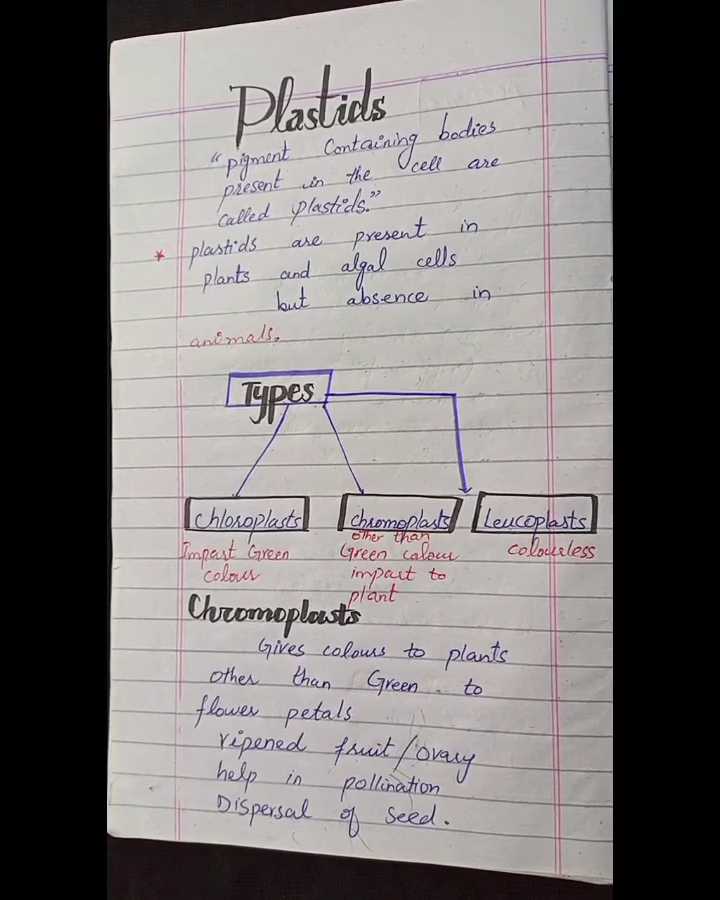 Plastids
"pigment Containing bodies
present in the cell are
called plastids."
* plastids are present in
plants and algal cells
but absence in
animals.
Types
Chloroplasts
chromoplasts
Leucoplasts
Impart Green
colour
other than
Green colour
impart to
plant
colourless
Chromoplasts
Gives colours to plants
other than Green to
flower petals
ripened fruit/ovary
help in pollination
Dispersal of seed.